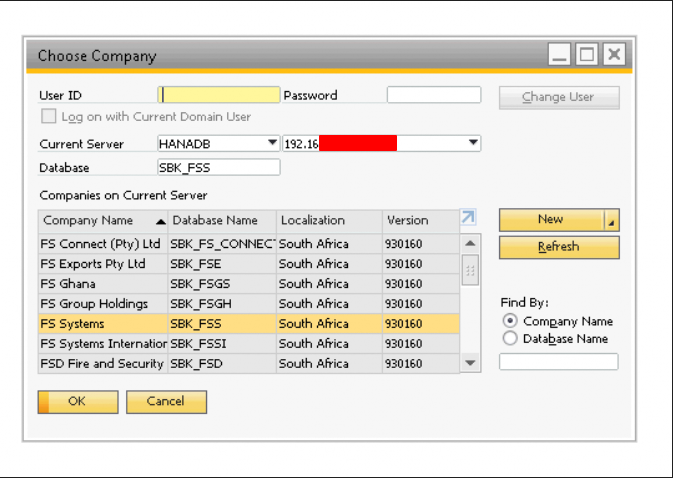 Choose Company
User ID Password Change User
Log on with Current Domain User
Current Server HANADB 192.16
Database SBK_FSS
Companies on Current Server
Company Name Database Name Localization Version New
FS Connect (Pty) Ltd SBK_FS_CONNECT South Africa 930160 Refresh
FS Exports Pty Ltd SBK_FSE South Africa 930160
FS Ghana SBK_FSGS South Africa 930160
FS Group Holdings SBK_FSGH South Africa 930160 Find By:
FS Systems SBK_FSS South Africa 930160 Company Name
FS Systems Internation SBK_FSSI South Africa 930160 Database Name
FSD Fire and Security SBK_FSD South Africa 930160
OK Cancel